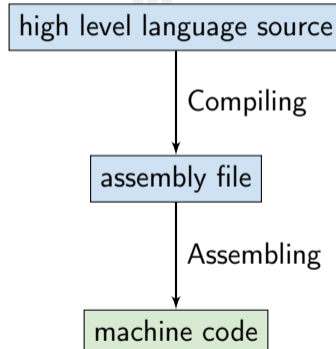 high level language source
Compiling
assembly file
Assembling
machine code